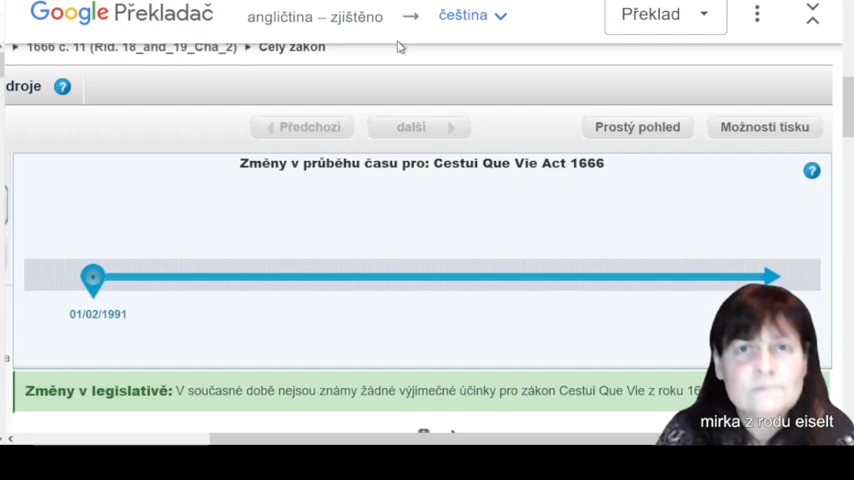 Google Překladač
angličtina – zjištěno → čeština
Překlad
1666 č. 11 (Rid. 18_and_19_Cha_2) ▸ Celý zákon
droje
Předchozí
další
Prostý pohled
Možnosti tisku
Změny v průběhu času pro: Cestui Que Vie Act 1666
01/02/1991
Změny v legislativě: V současné době nejsou známy žádné výjimečné účinky pro zákon Cestui Que Vie z roku
mirka z rodu eiselt